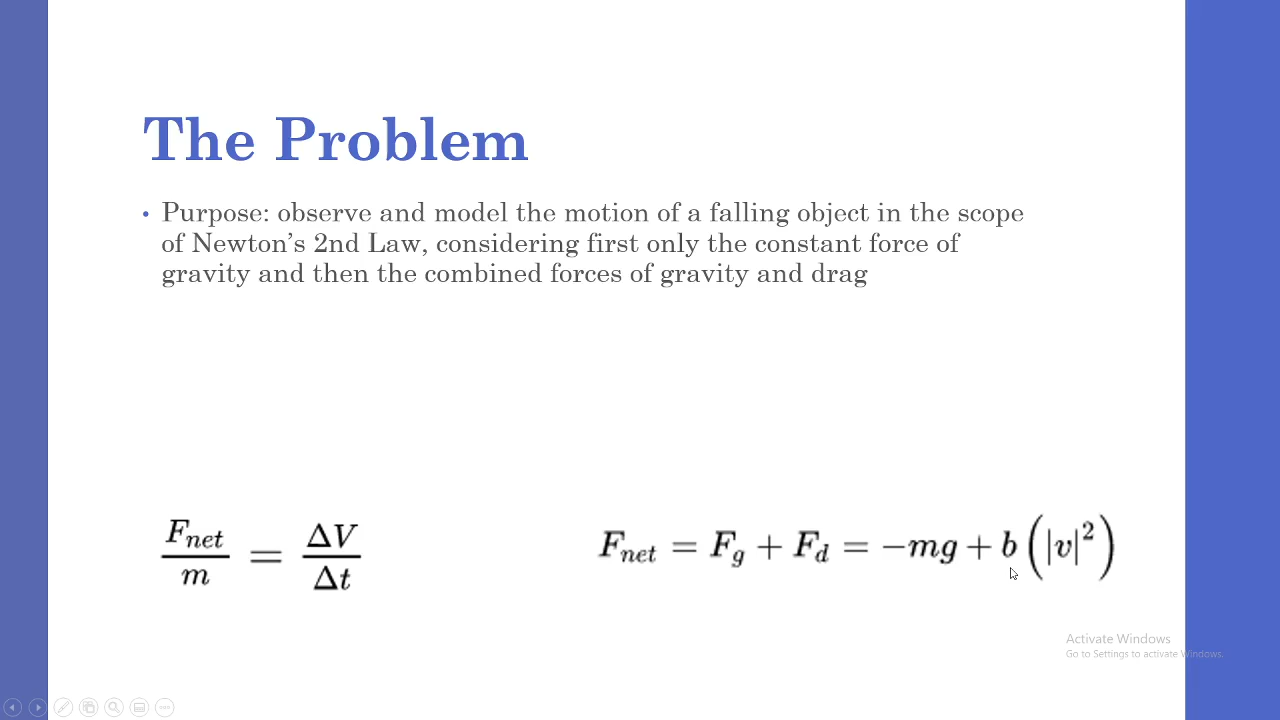 The Problem
• Purpose: observe and model the motion of a falling object in the scope
of Newton's 2nd Law, considering first only the constant force of
gravity and then the combined forces of gravity and drag
F_net/m = ΔV/Δt
F_net = F_g + F_d = −mg + b(|v|²)
Activate Windows
Go to Settings to activate Windows.